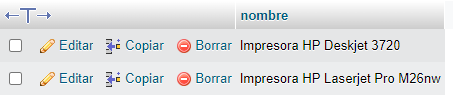 nombre
Editar Copiar Borrar Impresora HP Deskjet 3720
Editar Copiar Borrar Impresora HP Laserjet Pro M26nw